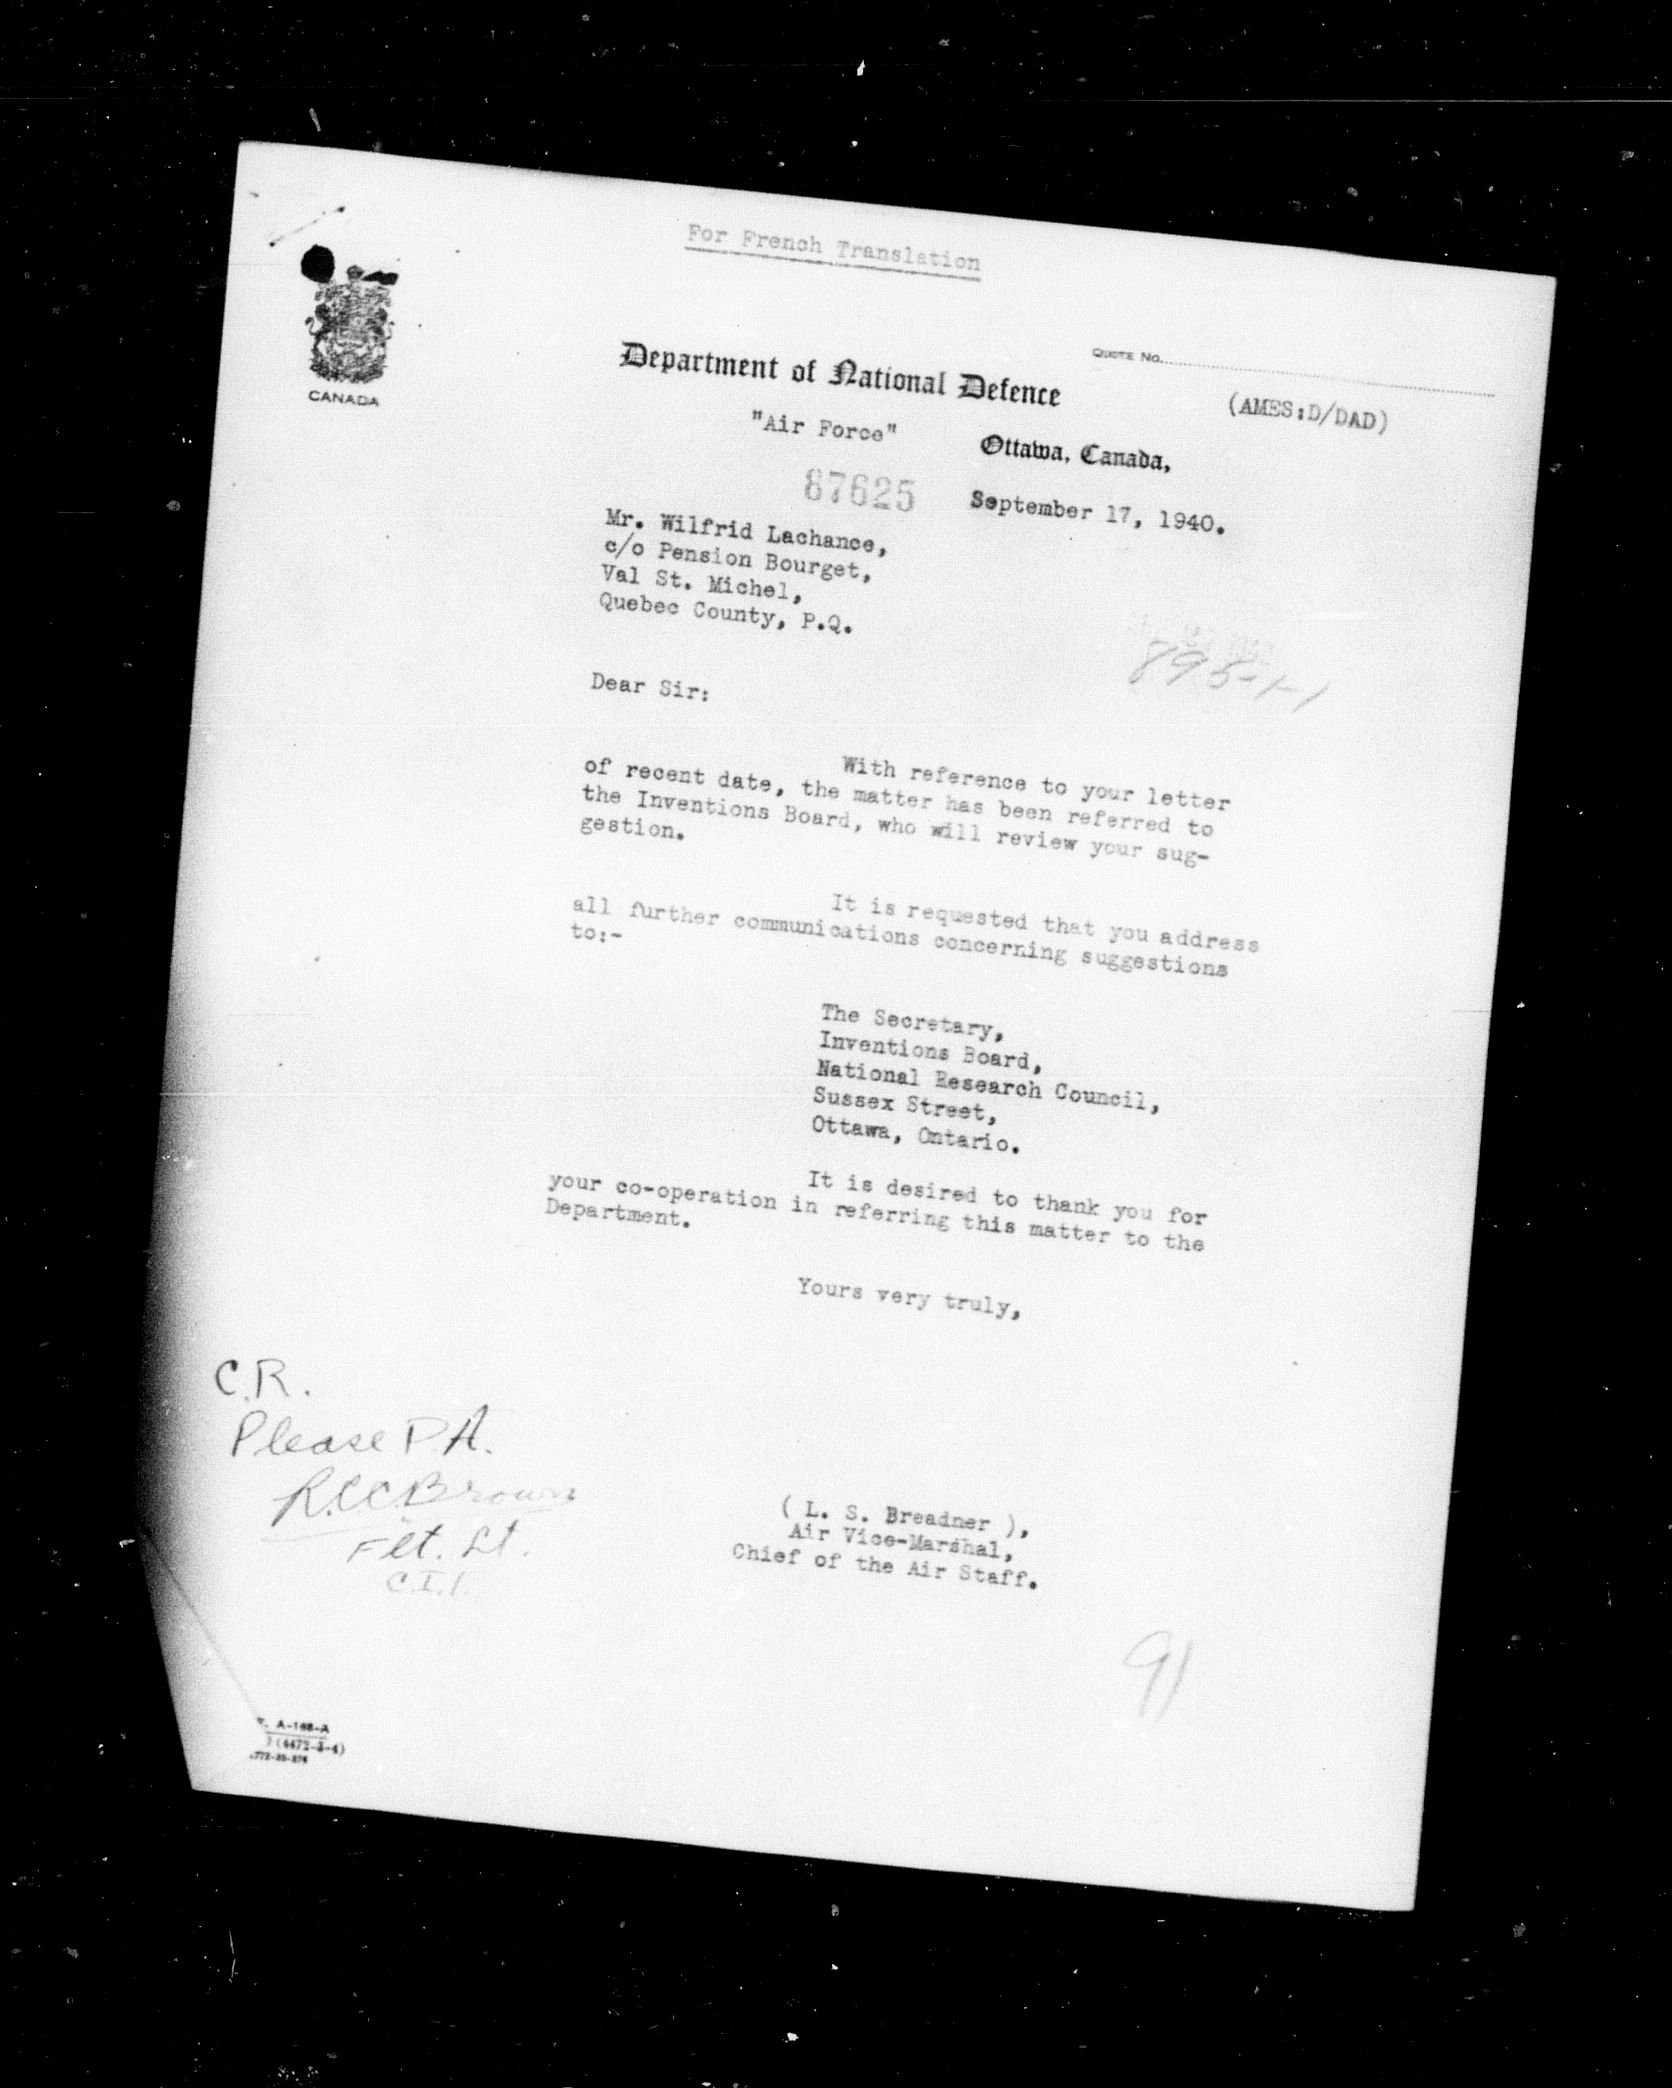 For French Translation
CANADA
QUOTE No.
Department of National Defence
(AMES:D/DAD)
"Air Force"
Ottawa, Canada,
87625
September 17, 1940.
Mr. Wilfrid Lachance,
c/o Pension Bourget,
Val St. Michel,
Quebec County, P.Q.
895-1-1
Dear Sir:
With reference to your letter
of recent date, the matter has been referred to
the Inventions Board, who will review your sug-
gestion.
It is requested that you address
all further communications concerning suggestions
to:-
The Secretary,
Inventions Board,
National Research Council,
Sussex Street,
Ottawa, Ontario.
It is desired to thank you for
your co-operation in referring this matter to the
Department.
Yours very truly,
C.R.
Please P.A.
R.C.C.Brown
Flt. Lt.
( L. S. Breadner ),
Air Vice-Marshal,
Chief of the Air Staff.
91
A-168-A
(4472-3-4)